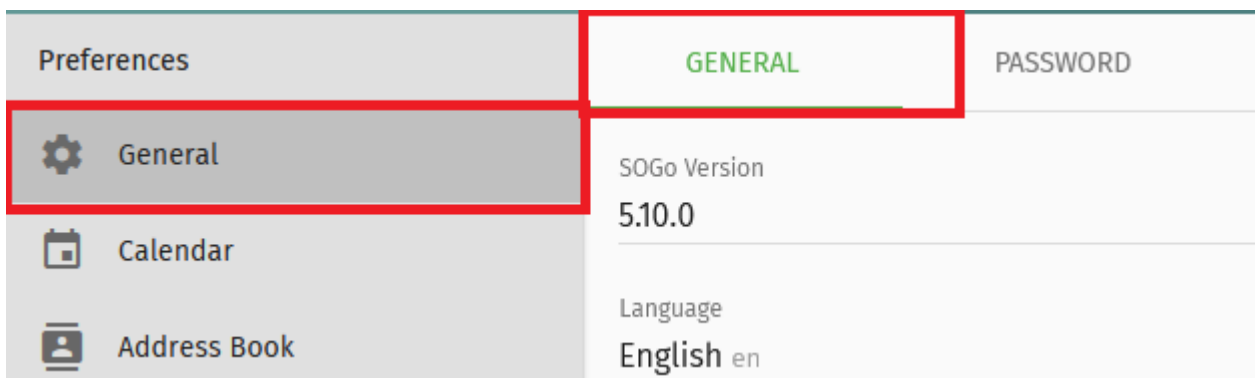 Preferences
General
Calendar
Address Book
GENERAL PASSWORD
SOGo Version
5.10.0
Language
English en